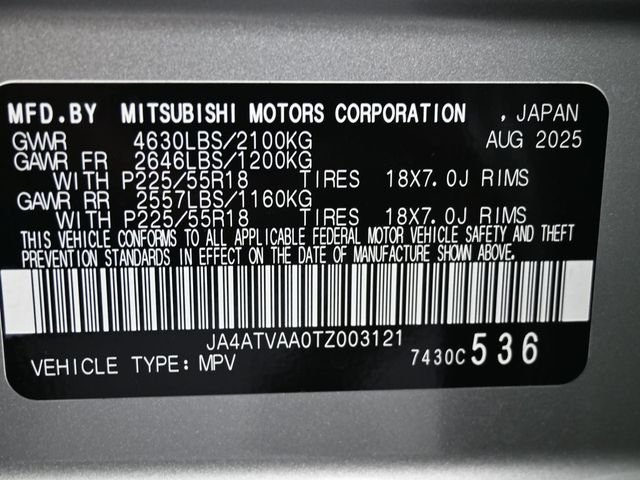 MFD.BY MITSUBISHI MOTORS CORPORATION , JAPAN
GVWR 4630LBS/2100KG AUG 2025
GAWR FR 2646LBS/1200KG
WITH P225/55R18 TIRES 18X7.0J RIMS
GAWR RR 2557LBS/1160KG
WITH P225/55R18 TIRES 18X7.0J RIMS
THIS VEHICLE CONFORMS TO ALL APPLICABLE FEDERAL MOTOR VEHICLE SAFETY AND THEFT
PREVENTION STANDARDS IN EFFECT ON THE DATE OF MANUFACTURE SHOWN ABOVE.
JA4ATVAA0TZ003121
VEHICLE TYPE: MPV 7430C 536